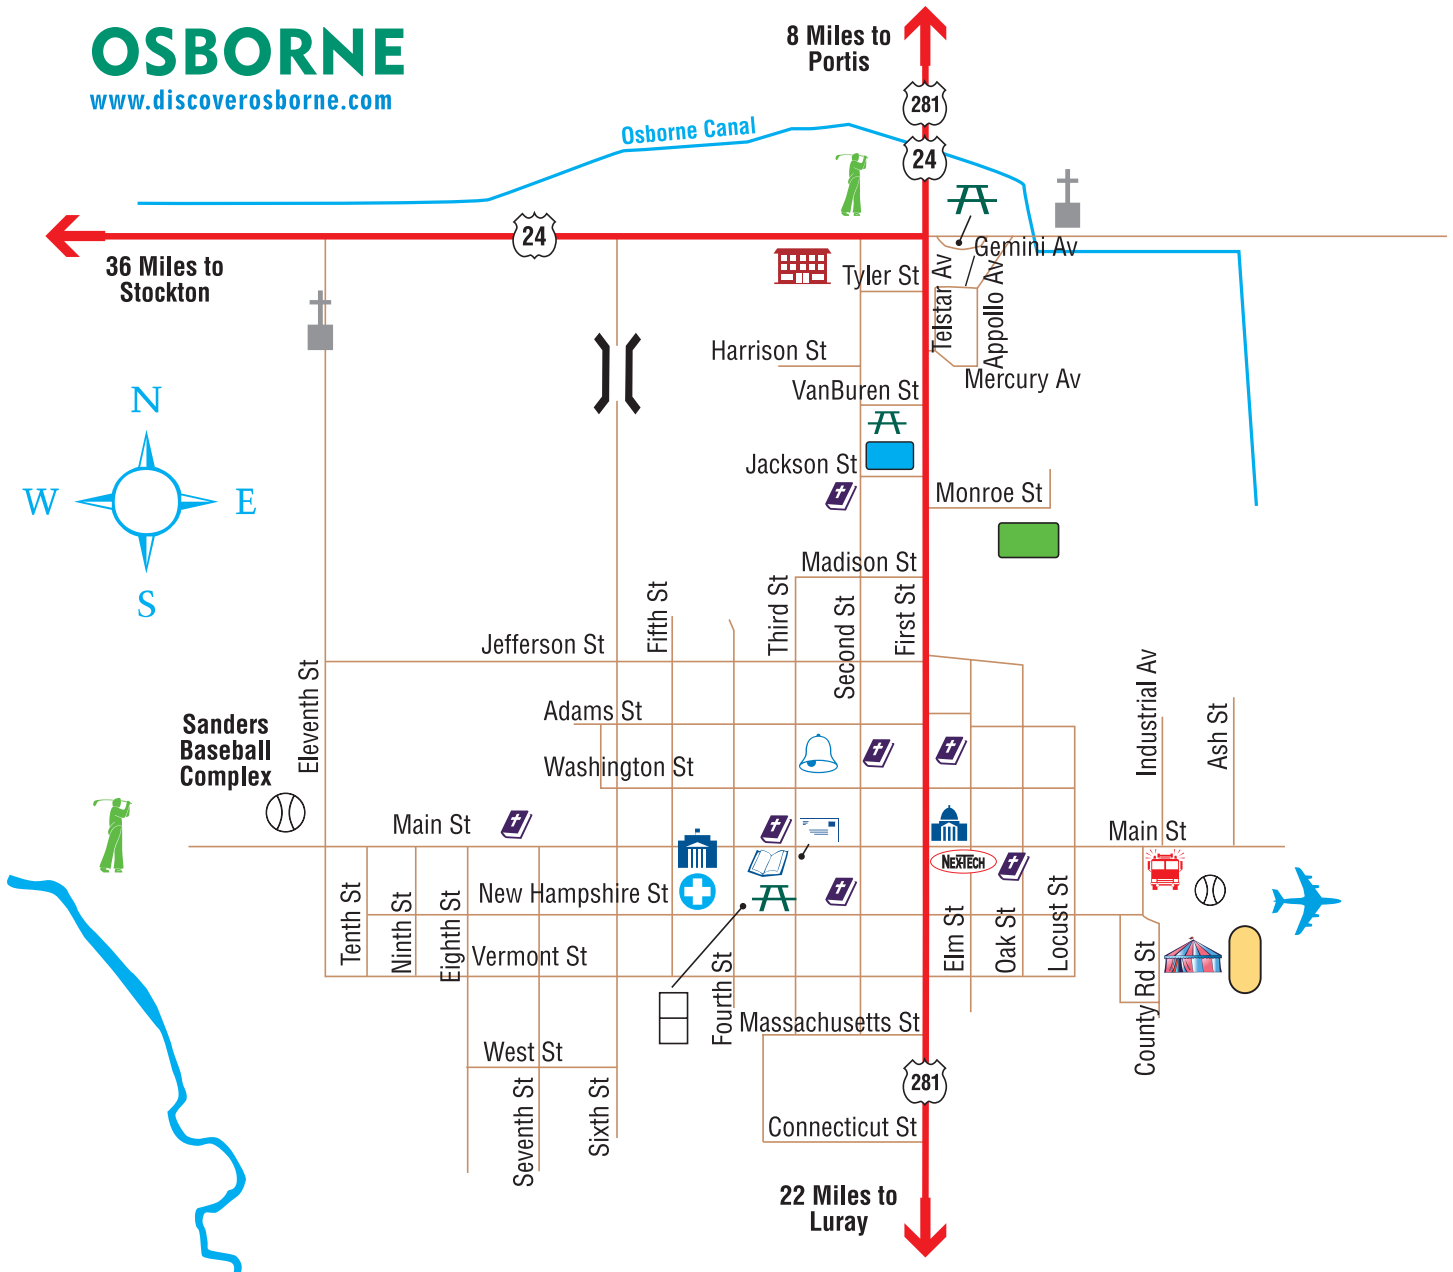 OSBORNE
www.discoverosborne.com
8 Miles to
Portis
281
Osborne Canal
24
24
36 Miles to
Stockton
Gemini Av
Tyler St
Telstar Av
Appollo Av
Harrison St
Mercury Av
VanBuren St
N
W
E
S
Jackson St
Monroe St
Madison St
Fifth St
Third St
Second St
First St
Jefferson St
Eleventh St
Industrial Av
Ash St
Adams St
Sanders
Baseball
Complex
Washington St
Main St
Main St
NEXTECH
New Hampshire St
Tenth St
Ninth St
Eighth St
Vermont St
Elm St
Oak St
Locust St
County Rd St
Fourth St
Massachusetts St
West St
Seventh St
Sixth St
281
Connecticut St
22 Miles to
Luray